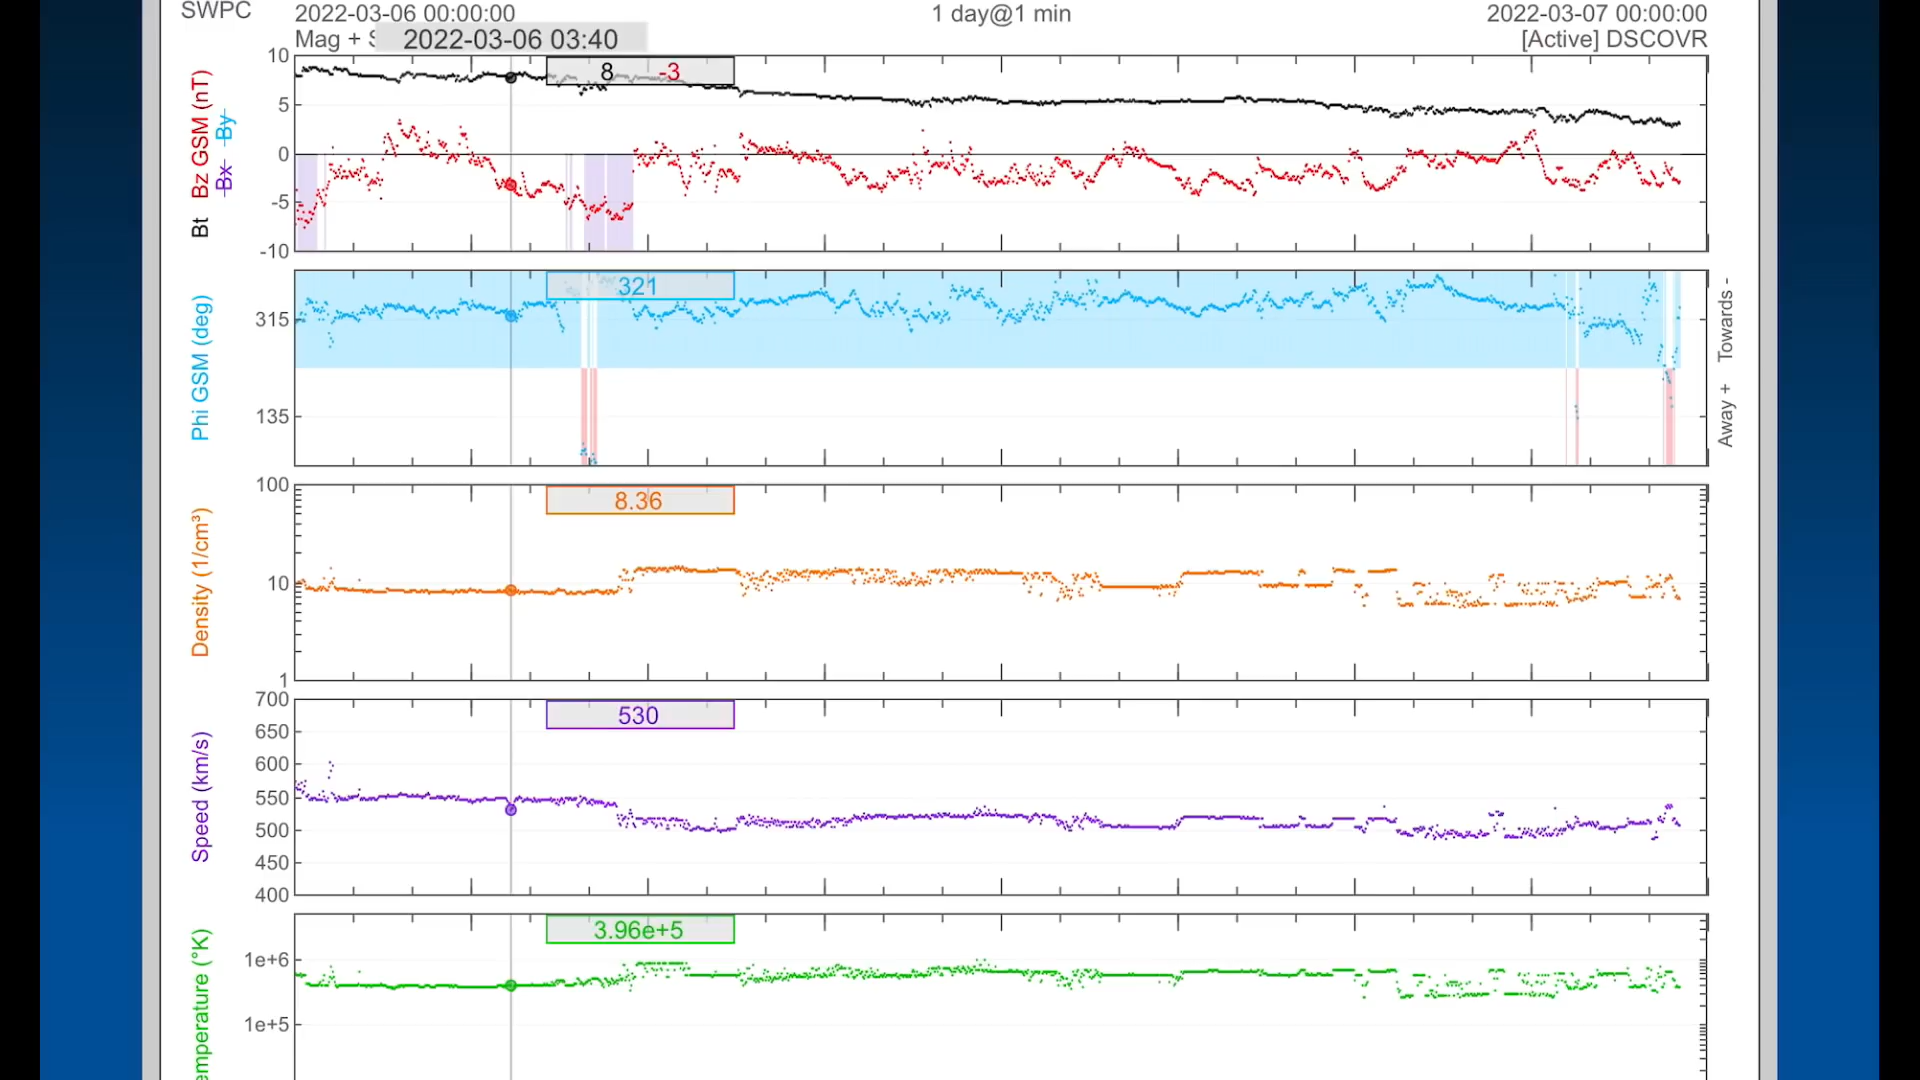 SWPC 2022-03-06 00:00:00 1 day@1 min 2022-03-07 00:00:00
Mag + S 2022-03-06 03:40 [Active] DSCOVR
Bt Bz GSM (nT)
Bx By
10
5
0
-5
-10
8 -3
Phi GSM (deg)
315
135
321
Away + Towards -
Density (1/cm³)
100
10
1
8.36
Speed (km/s)
700
650
600
550
500
450
400
530
emperature (°K)
1e+6
1e+5
3.96e+5